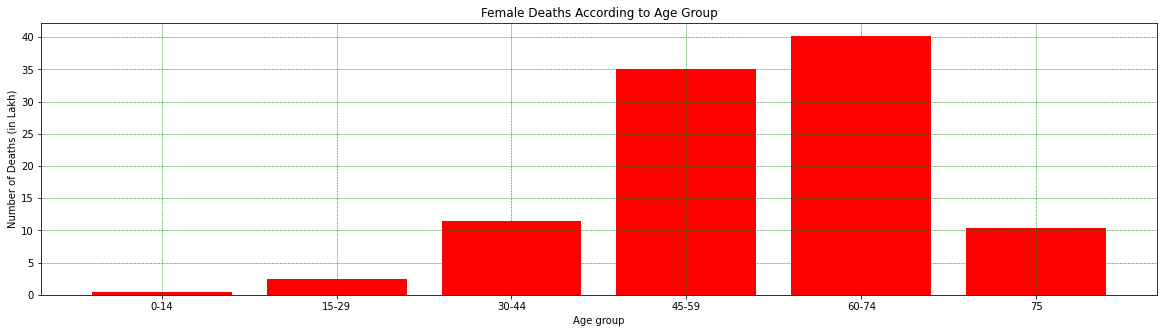 Female Deaths According to Age Group
Number of Deaths (in Lakh)
40
35
30
25
20
15
10
5
0
0-14 15-29 30-44 45-59 60-74 75
Age group